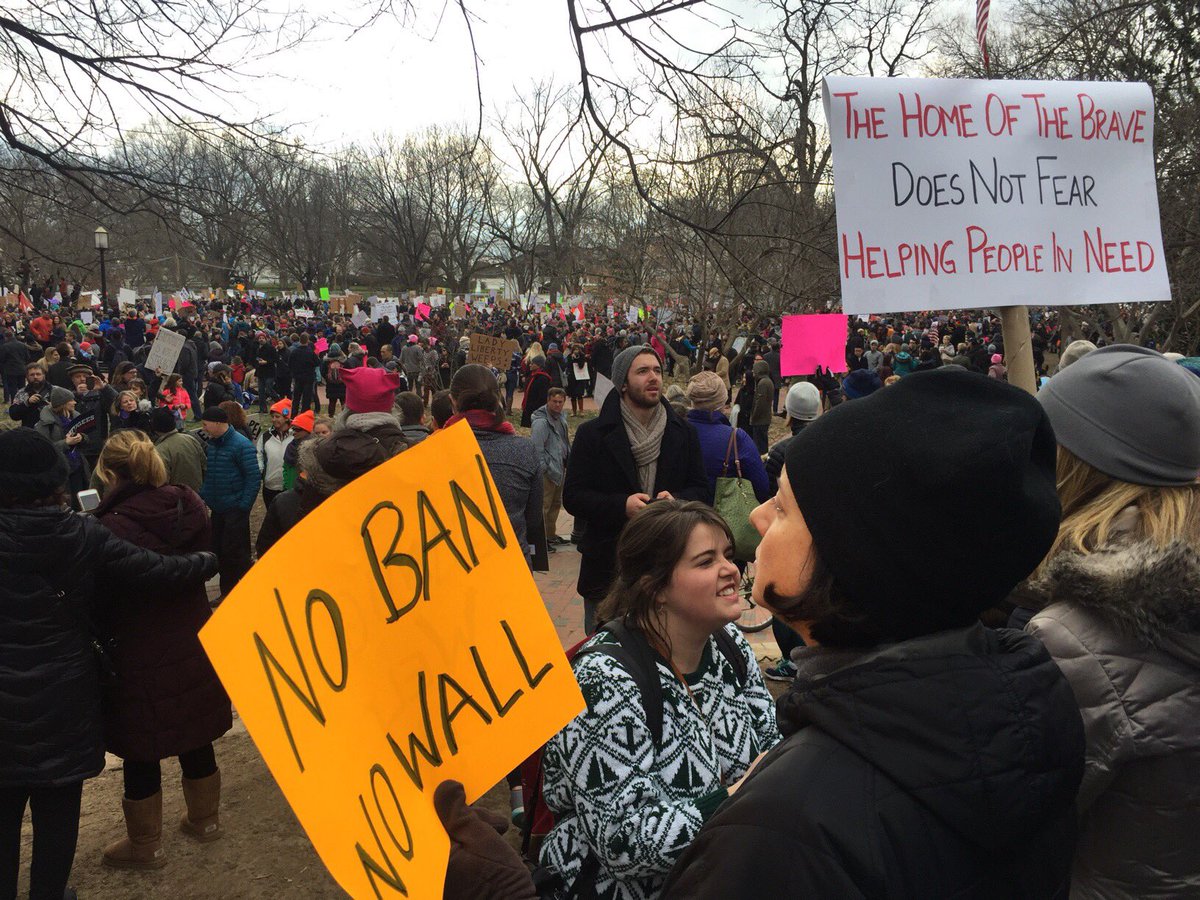 The Home Of The Brave
Does Not Fear
Helping People In Need
No BAN
No WALL